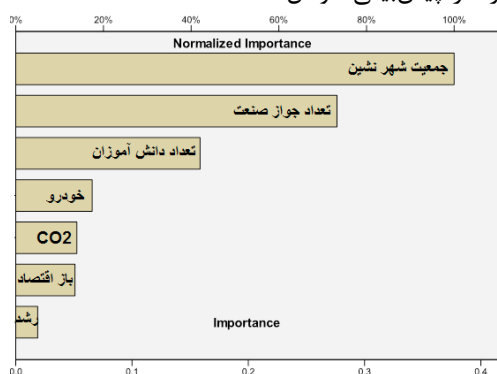 0% 20% 40% 60% 80% 100%
Normalized Importance
جمعیت شهر نشین
تعداد جواز صنعت
تعداد دانش آموزان
خودرو
CO2
باز اقتصاد
رشد
Importance
0.0 0.1 0.2 0.3 0.4